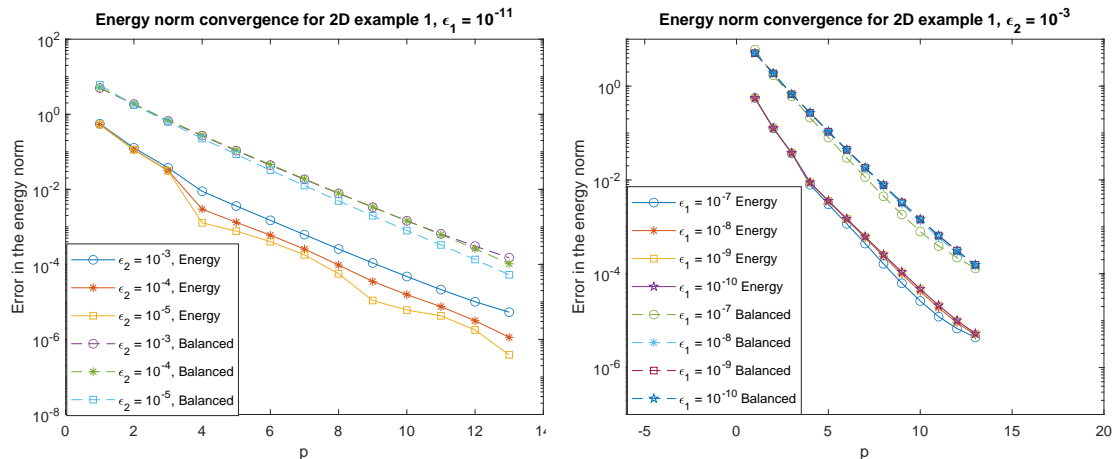 Energy norm convergence for 2D example 1, ϵ₁ = 10⁻¹¹
Error in the energy norm
10²
10⁰
10⁻²
10⁻⁴
10⁻⁶
10⁻⁸
ϵ₂ = 10⁻³, Energy
ϵ₂ = 10⁻⁴, Energy
ϵ₂ = 10⁻⁵, Energy
ϵ₂ = 10⁻³, Balanced
ϵ₂ = 10⁻⁴, Balanced
ϵ₂ = 10⁻⁵, Balanced
0 2 4 6 8 10 12 14
p
Energy norm convergence for 2D example 1, ϵ₂ = 10⁻³
Error in the energy norm
10⁰
10⁻²
10⁻⁴
10⁻⁶
ϵ₁ = 10⁻⁷ Energy
ϵ₁ = 10⁻⁸ Energy
ϵ₁ = 10⁻⁹ Energy
ϵ₁ = 10⁻¹⁰ Energy
ϵ₁ = 10⁻⁷ Balanced
ϵ₁ = 10⁻⁸ Balanced
ϵ₁ = 10⁻⁹ Balanced
ϵ₁ = 10⁻¹⁰ Balanced
-5 0 5 10 15 20
p